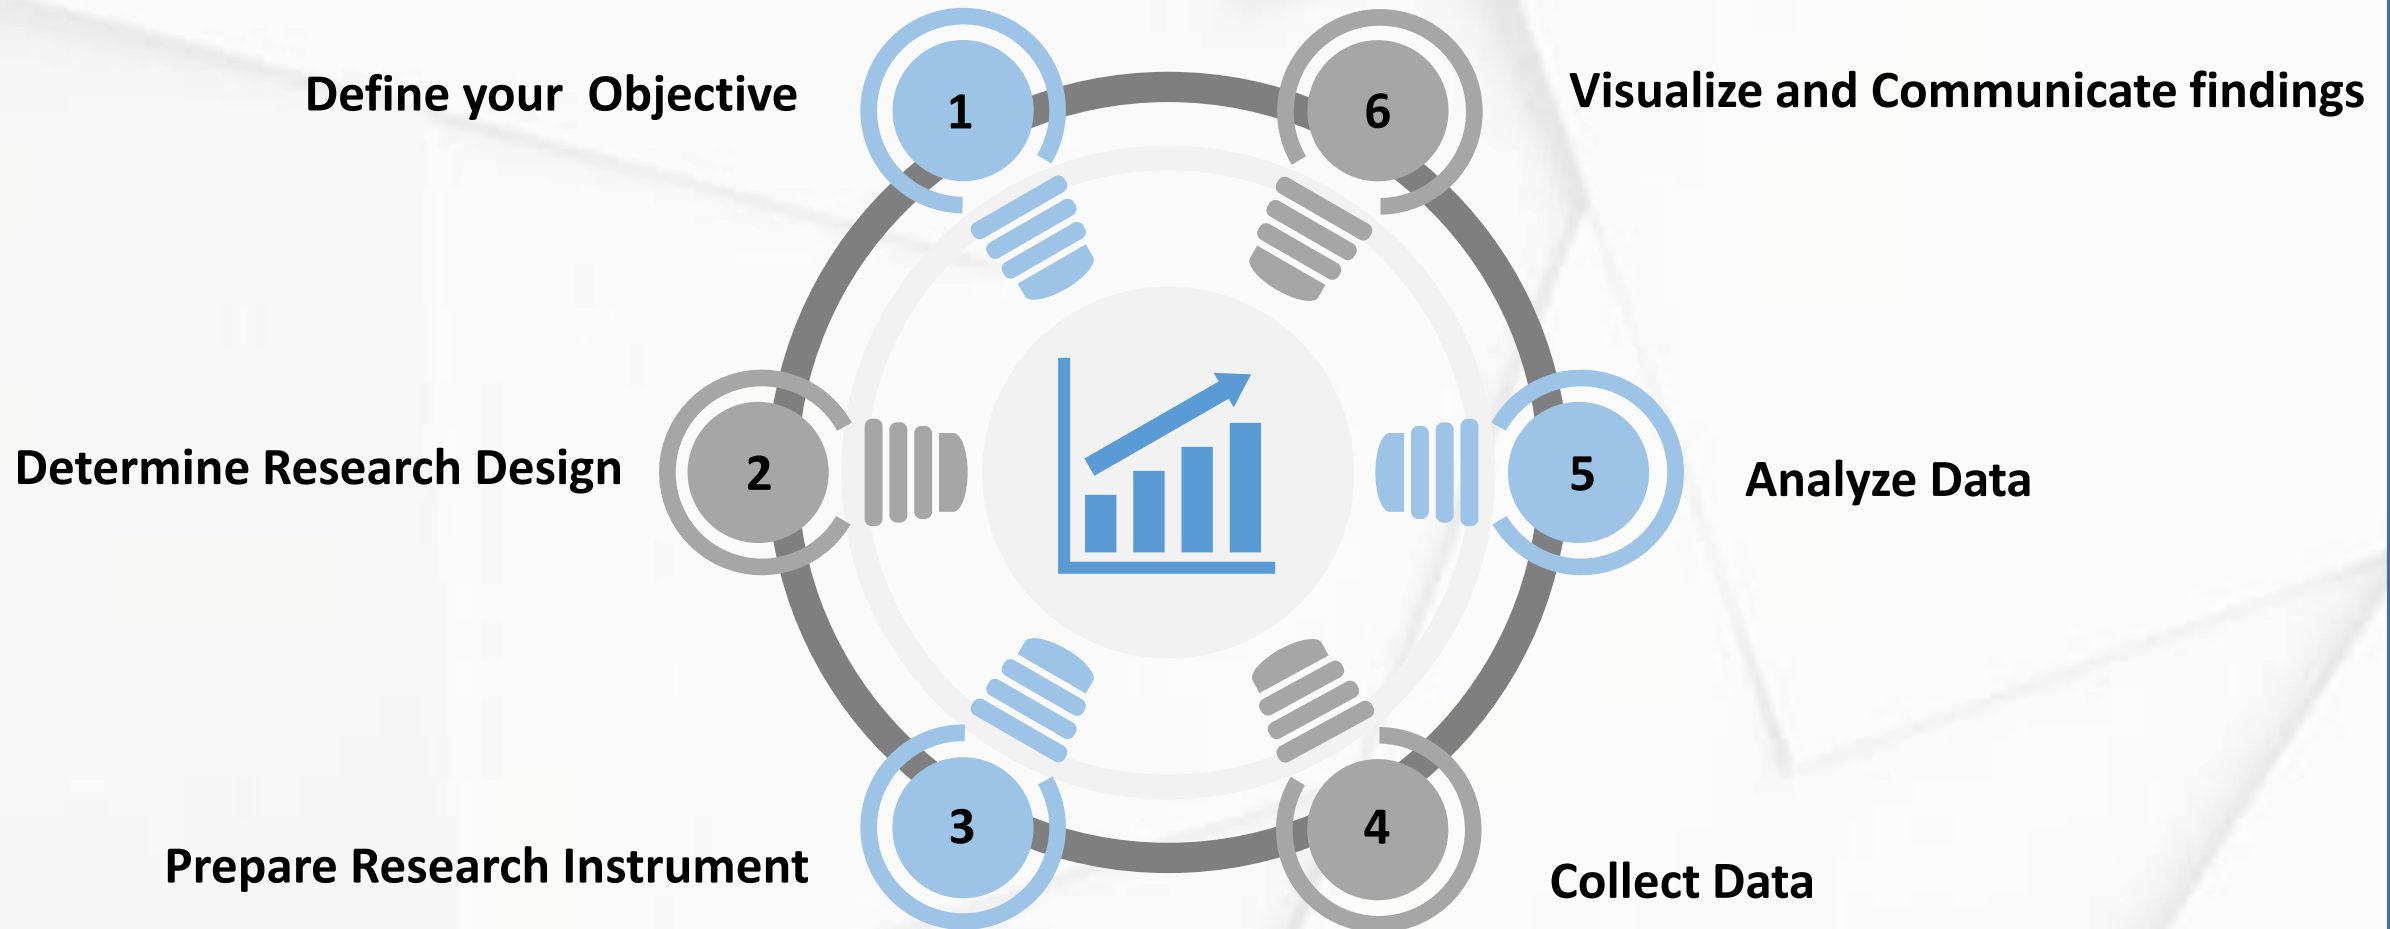 Define your  Objective
1
6
Visualize and Communicate findings
Determine Research Design
2
5
Analyze Data
Prepare Research Instrument
3
4
Collect Data